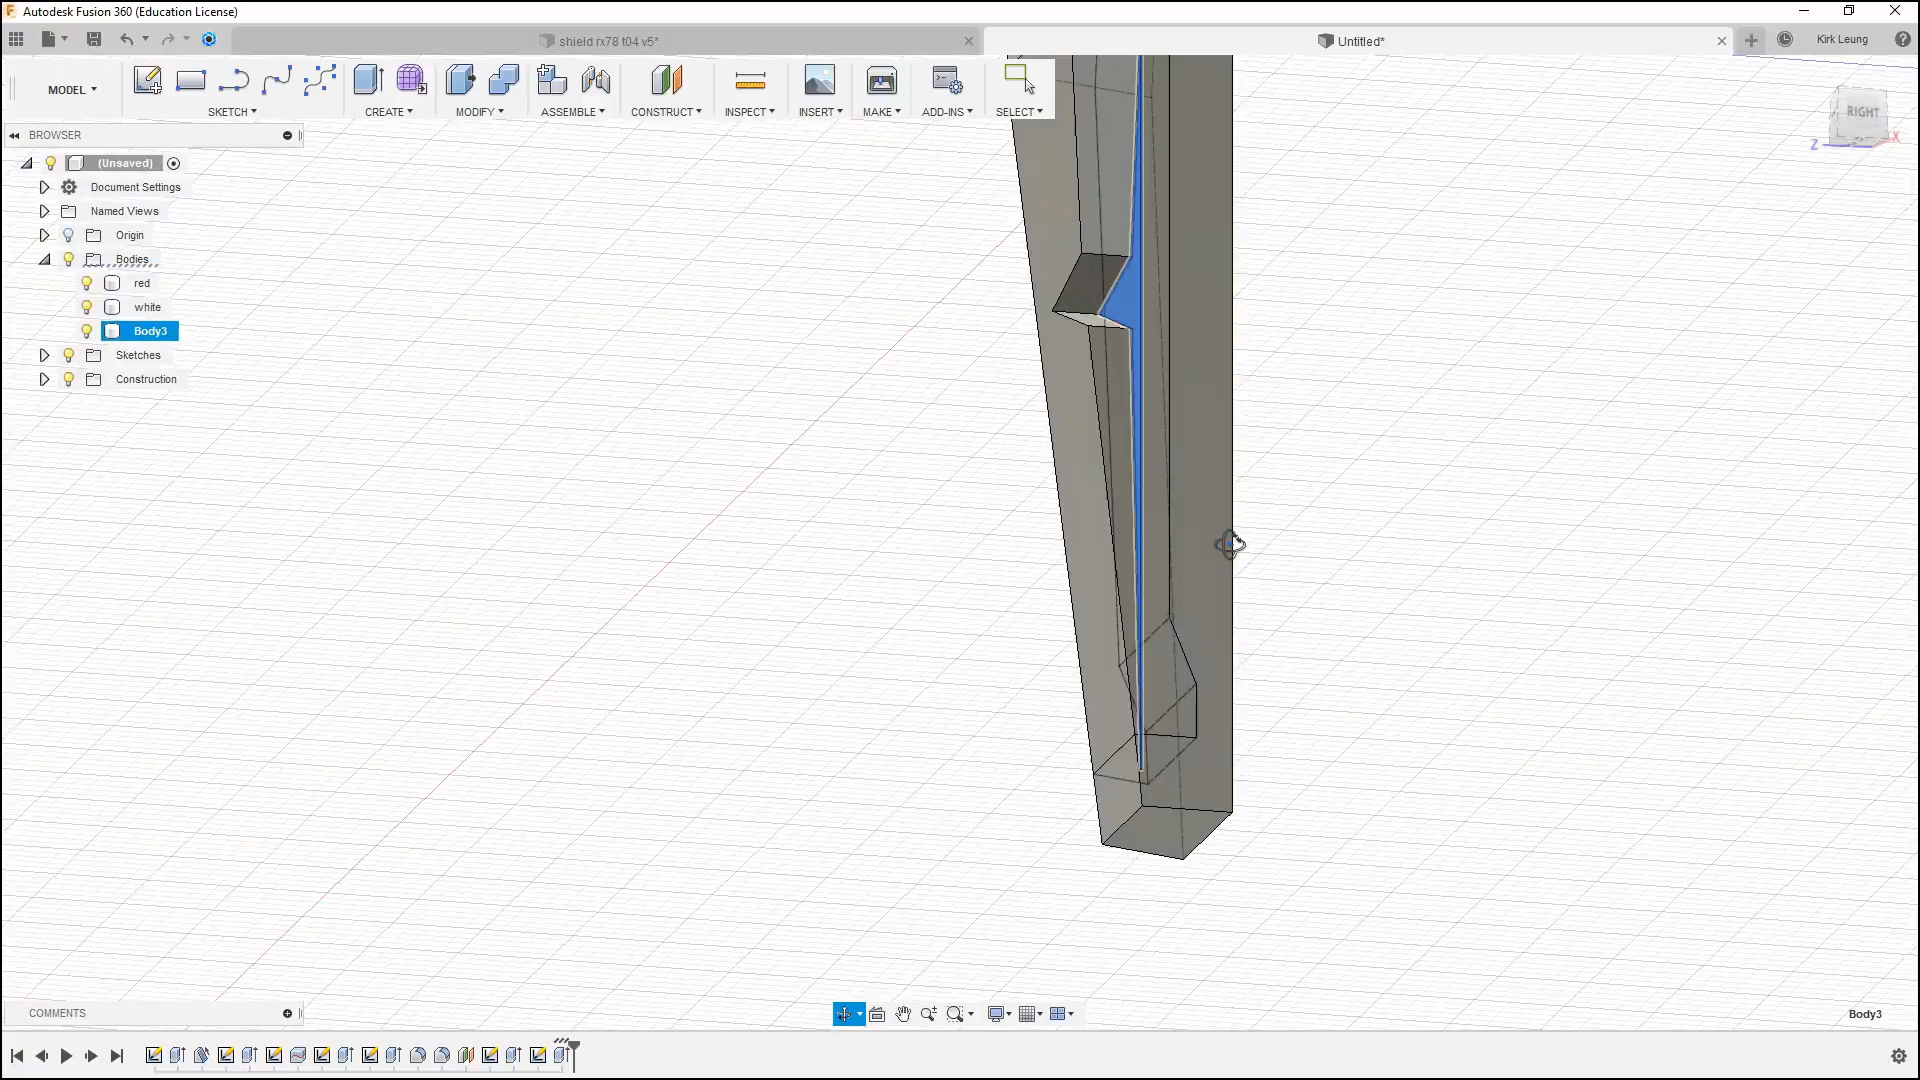 Autodesk Fusion 360 (Education License)
shield rx78 t04 v5*
Untitled*
Kirk Leung
MODEL
SKETCH
CREATE
MODIFY
ASSEMBLE
CONSTRUCT
INSPECT
INSERT
MAKE
ADD-INS
SELECT
RIGHT
Z
X
BROWSER
(Unsaved)
Document Settings
Named Views
Origin
Bodies
red
white
Body3
Sketches
Construction
COMMENTS
Body3